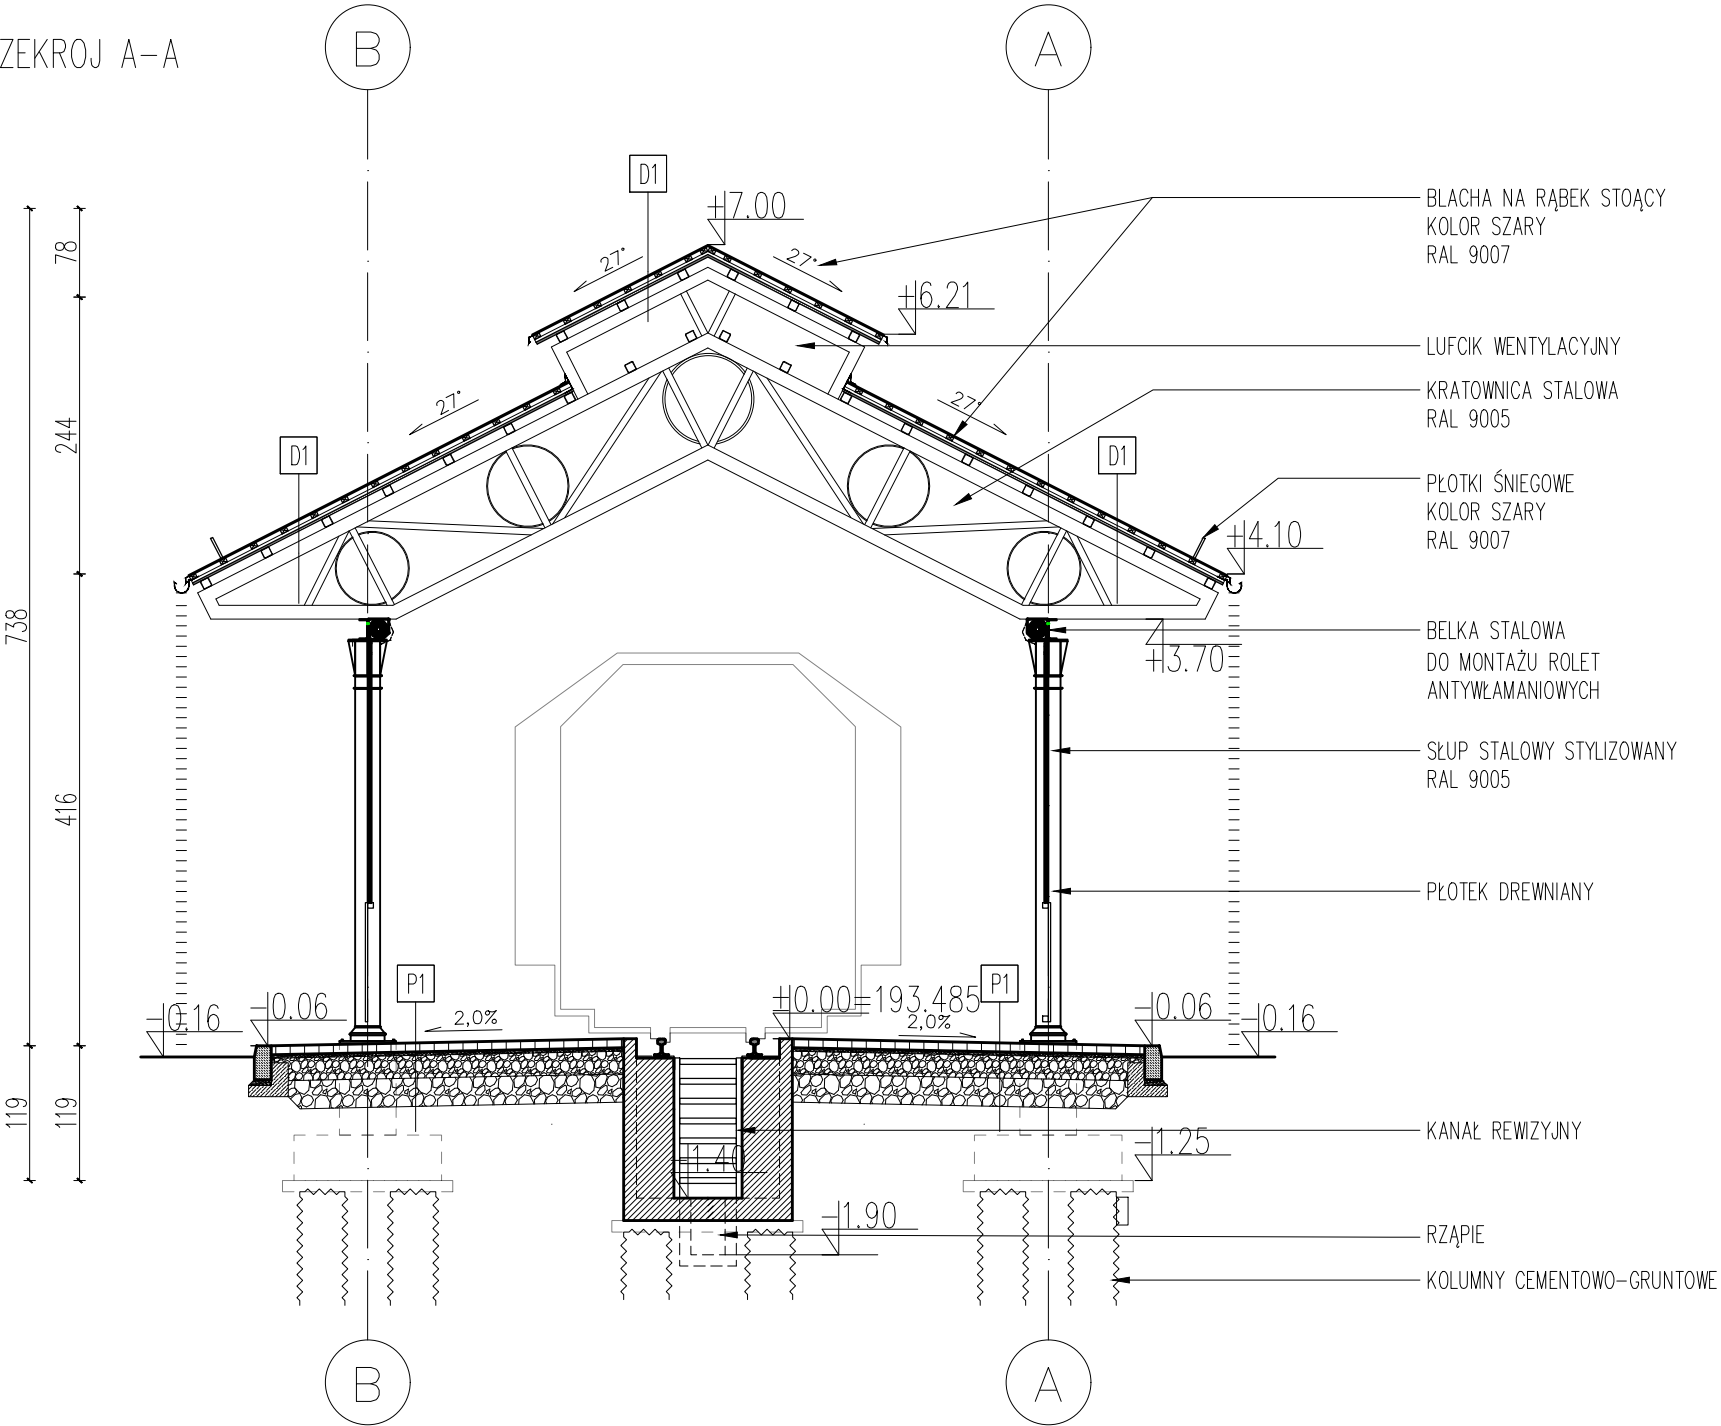 ZEKROJ A-A
B
A
D1
+7.00
27°
27°
+6.21
27°
27°
D1
D1
+4.10
+3.70
BLACHA NA RĄBEK STOĄCY
KOLOR SZARY
RAL 9007
LUFCIK WENTYLACYJNY
KRATOWNICA STALOWA
RAL 9005
PŁOTKI ŚNIEGOWE
KOLOR SZARY
RAL 9007
BELKA STALOWA
DO MONTAŻU ROLET
ANTYWŁAMANIOWYCH
SŁUP STALOWY STYLIZOWANY
RAL 9005
PŁOTEK DREWNIANY
78
244
738
416
119
119
P1
P1
-0.16
-0.06
2,0%
±0.00=193.485
2,0%
-0.06
-0.16
KANAŁ REWIZYJNY
-1.40
-1.25
-1.90
RZĄPIE
KOLUMNY CEMENTOWO-GRUNTOWE
B
A